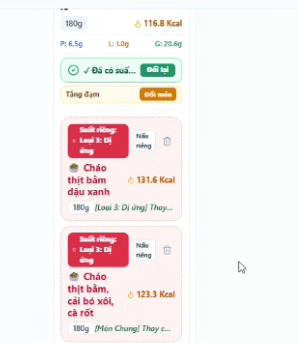 180g 116.8 Kcal
P: 6.5g L: 1.0g G: 20.6g
✓ Đã có suấ... Đổi lại
Tăng đạm Đổi món
Suất riêng:
Loại 3: Dị
ứng
Nấu
riêng
Cháo
thịt bằm
đậu xanh
131.6 Kcal
180g [Loại 3: Dị ứng] Thay...
Suất riêng:
Loại 3: Dị
ứng
Nấu
riêng
Cháo
thịt bằm,
cải bó xôi,
cà rốt
123.3 Kcal
180g [Món Chung] Thay c...